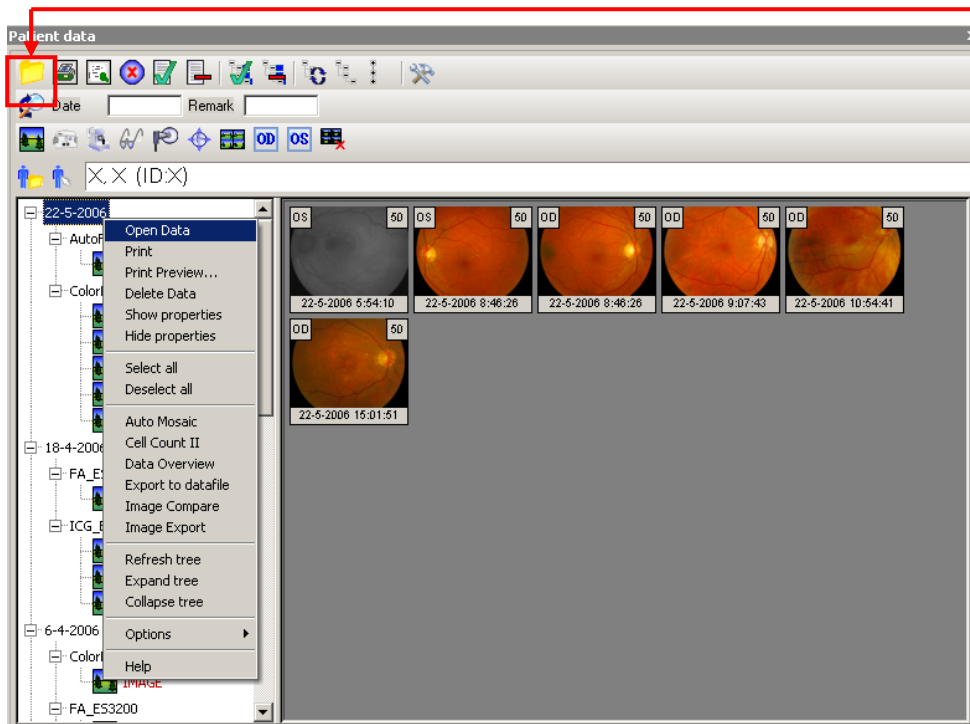 Patient data
Date Remark
OD OS
X, X (ID:X)
22-5-2006
AutoF
Color
18-4-2006
FA_ES
ICG_E
6-4-2006
Color
IMAGE
FA_ES3200
Open Data
Print
Print Preview...
Delete Data
Show properties
Hide properties
Select all
Deselect all
Auto Mosaic
Cell Count II
Data Overview
Export to datafile
Image Compare
Image Export
Refresh tree
Expand tree
Collapse tree
Options
Help
OS 50 OS 50 OD 50 OD 50 OD 50
22-5-2006 5:54:10 22-5-2006 8:46:26 22-5-2006 8:46:26 22-5-2006 9:07:43 22-5-2006 10:54:41
OD 50
22-5-2006 15:01:51